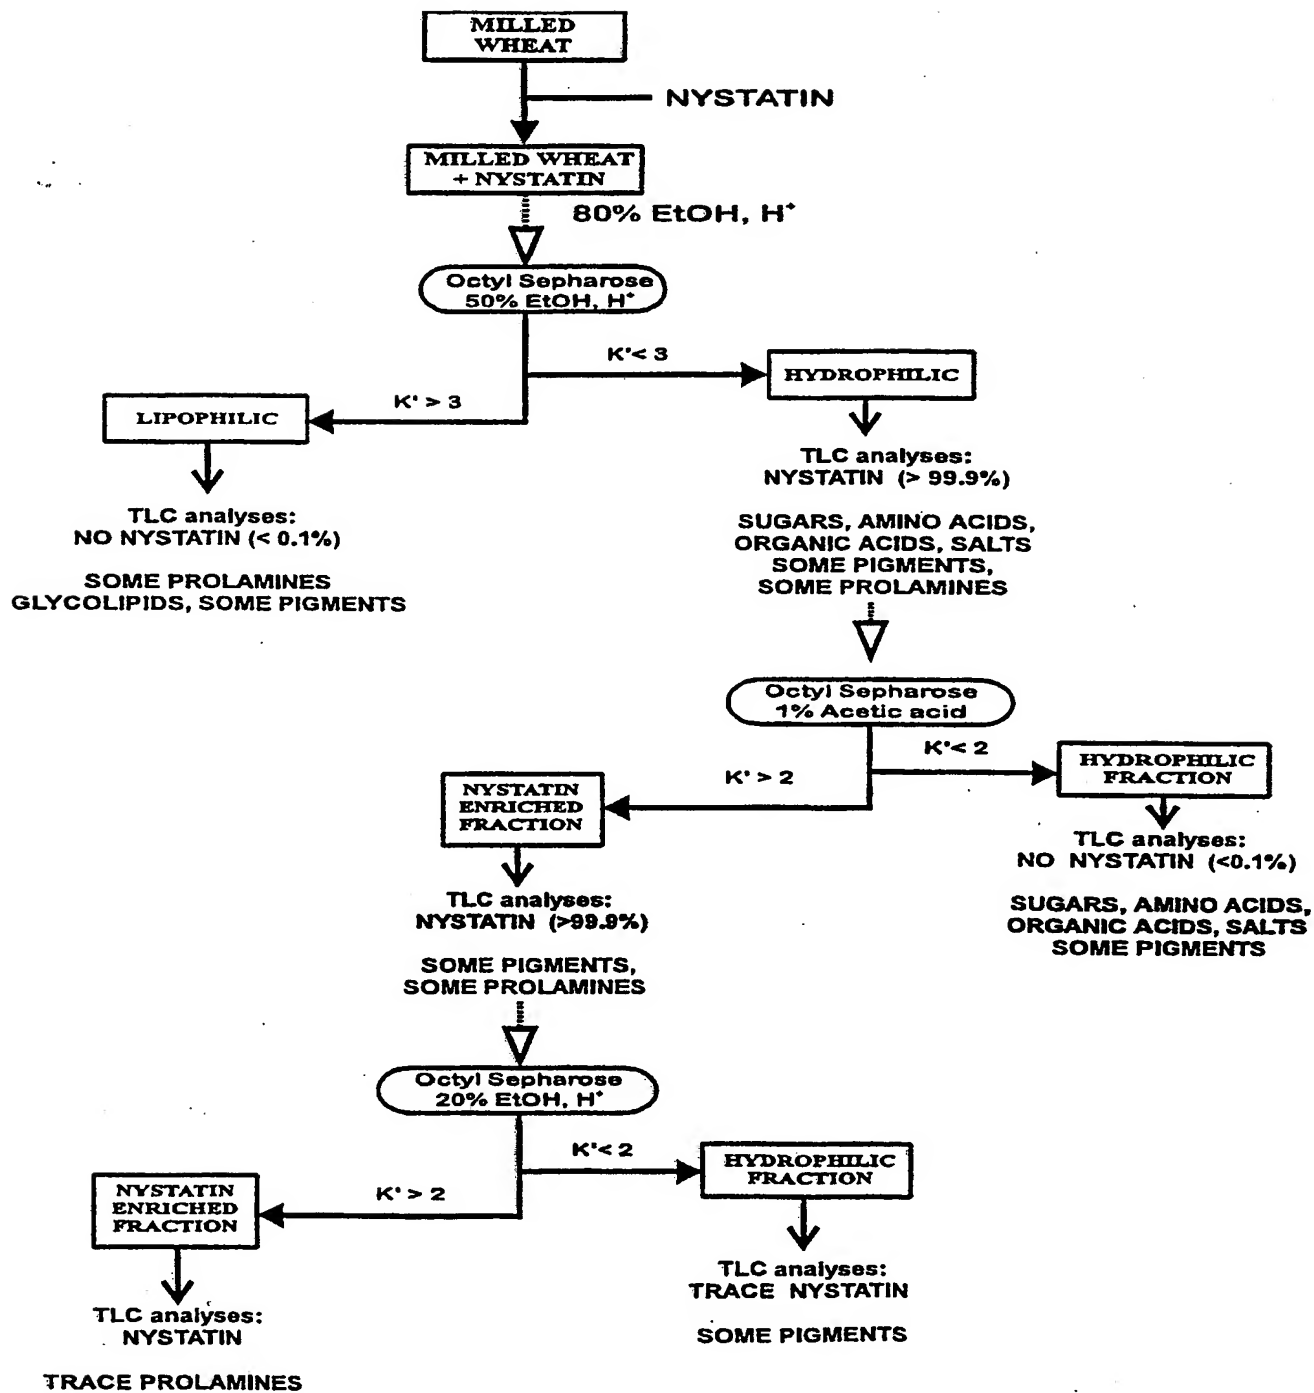 MILLED
WHEAT
NYSTATIN
MILLED WHEAT
+ NYSTATIN
80% EtOH, H+
Octyl Sepharose
50% EtOH, H+
K'< 3
HYDROPHILIC
K' > 3
LIPOPHILIC
TLC analyses:
NYSTATIN (> 99.9%)
SUGARS, AMINO ACIDS,
ORGANIC ACIDS, SALTS
SOME PIGMENTS,
SOME PROLAMINES
TLC analyses:
NO NYSTATIN (< 0.1%)
SOME PROLAMINES
GLYCOLIPIDS, SOME PIGMENTS
Octyl Sepharose
1% Acetic acid
K'< 2
HYDROPHILIC
FRACTION
K' > 2
NYSTATIN
ENRICHED
FRACTION
TLC analyses:
NO NYSTATIN (<0.1%)
SUGARS, AMINO ACIDS,
ORGANIC ACIDS, SALTS
SOME PIGMENTS
TLC analyses:
NYSTATIN (>99.9%)
SOME PIGMENTS,
SOME PROLAMINES
Octyl Sepharose
20% EtOH, H+
K'< 2
HYDROPHILIC
FRACTION
K' > 2
NYSTATIN
ENRICHED
FRACTION
TLC analyses:
TRACE NYSTATIN
SOME PIGMENTS
TLC analyses:
NYSTATIN
TRACE PROLAMINES